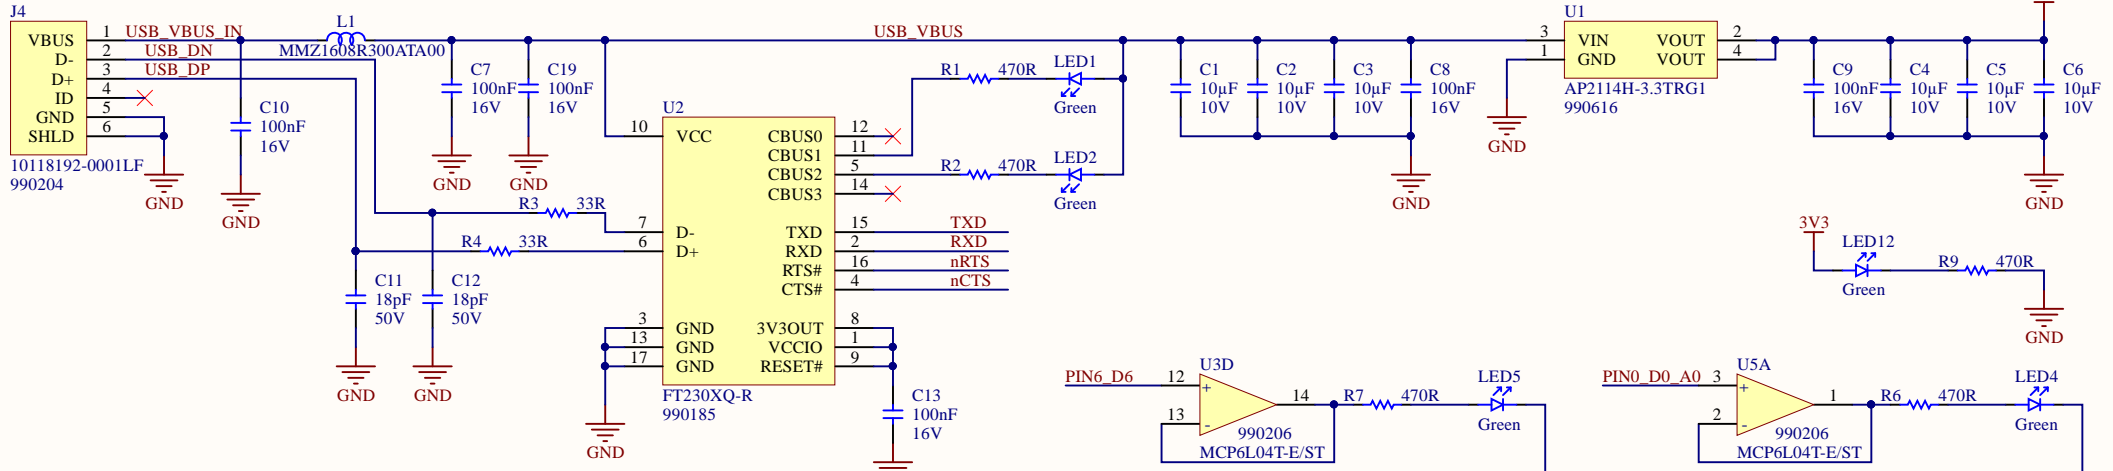 J4
VBUS 1 USB_VBUS_IN
D- 2 USB_DN
D+ 3 USB_DP
ID 4
GND 5
SHLD 6
10118192-0001LF
990204
GND
L1
MMZ1608R300ATA00
C10
100nF
16V
GND
C7
100nF
16V
GND
C19
100nF
16V
GND
USB_VBUS
R3 33R
R4 33R
C11
18pF
50V
GND
C12
18pF
50V
GND
U2
10 VCC
7 D-
6 D+
3 GND
13 GND
17 GND
CBUS0 12
CBUS1 11
CBUS2 5
CBUS3 14
TXD 15 TXD
RXD 2 RXD
RTS# 16 nRTS
CTS# 4 nCTS
3V3OUT 8
VCCIO 1
RESET# 9
FT230XQ-R
990185
GND
C13
100nF
16V
R1 470R
LED1
Green
R2 470R
LED2
Green
C1
10µF
10V
C2
10µF
10V
C3
10µF
10V
C8
100nF
16V
GND
U1
3 VIN VOUT 2
1 GND VOUT 4
AP2114H-3.3TRG1
990616
GND
C9
100nF
16V
C4
10µF
10V
C5
10µF
10V
C6
10µF
10V
GND
3V3
LED12
Green
R9 470R
GND
PIN6_D6 12
13
U3D
+
-
14
990206
MCP6L04T-E/ST
R7 470R
LED5
Green
PIN0_D0_A0 3
2
U5A
+
-
1
990206
MCP6L04T-E/ST
R6 470R
LED4
Green